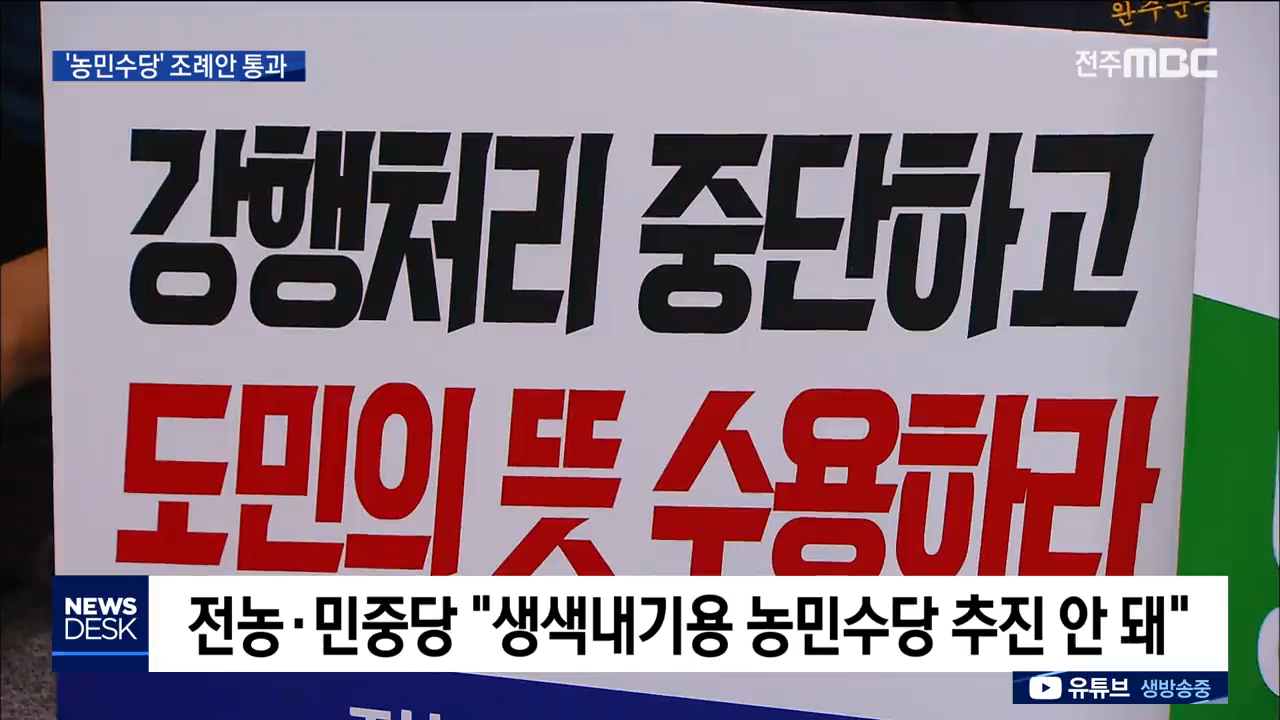 완주군
'농민수당' 조례안 통과
전주MBC
강행처리 중단하고
도민의 뜻 수용하라
NEWS DESK
전농·민중당 "생색내기용 농민수당 추진 안 돼"
유튜브 생방송중